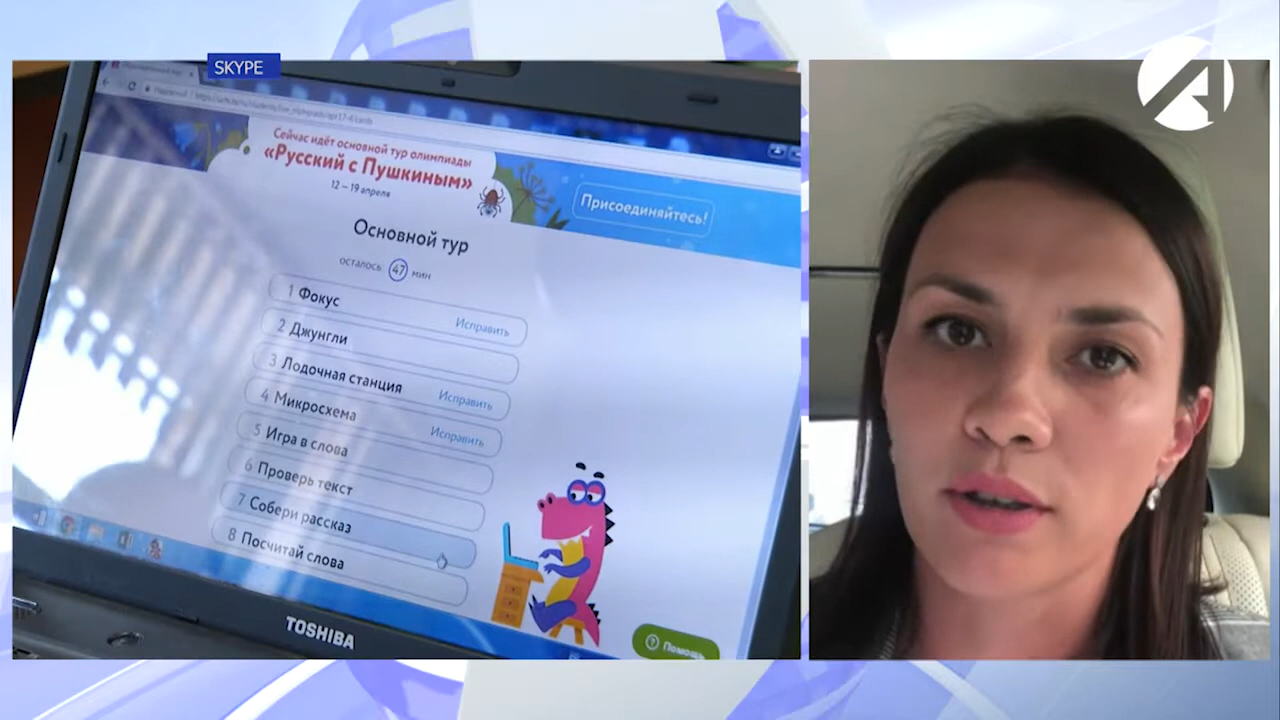 SKYPE
Сейчас идёт основной тур олимпиады
«Русский с Пушкиным»
12 – 19 апреля
Присоединяйтесь!
Основной тур
осталось 47 мин
1 Фокус
Исправить
2 Джунгли
3 Лодочная станция
Исправить
4 Микросхема
Исправить
5 Игра в слова
6 Проверь текст
7 Собери рассказ
8 Посчитай слова
Помощь
TOSHIBA